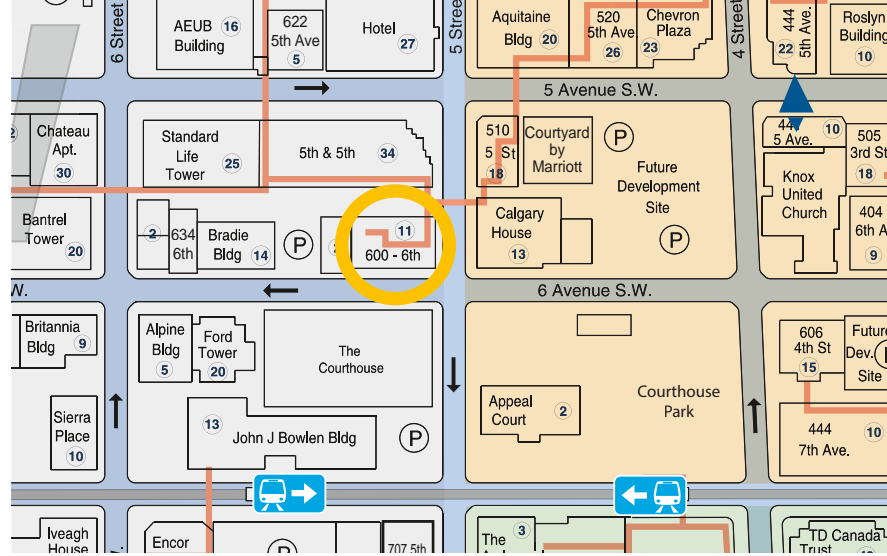 6 Street
AEUB
Building
16
622
5th Ave
5
Hotel
27
5 Stree
Aquitaine
Bldg
20
520
5th Ave
26
Chevron
Plaza
23
4 Street
444
5th Ave.
22
Roslyn
Building
10
5 Avenue S.W.
2
Chateau
Apt.
30
Standard
Life
Tower
25
5th & 5th
34
510
5 St
18
Courtyard
by
Marriott
P
Future
Development
Site
P
44
5 Ave.
10
505
3rd St
18
Knox
United
Church
404
6th A
9
Bantrel
Tower
20
2
634
6th
Bradie
Bldg
14
P
11
600 - 6th
Calgary
House
13
W.
6 Avenue S.W.
Britannia
Bldg
9
Alpine
Bldg
5
Ford
Tower
20
The
Courthouse
606
4th St
15
Future
Dev.
Site
Sierra
Place
10
13
John J Bowlen Bldg
P
Appeal
Court
2
Courthouse
Park
444
7th Ave.
10
Iveagh
House
Encor
P
707 5th
The
3
TD Canada
Trust